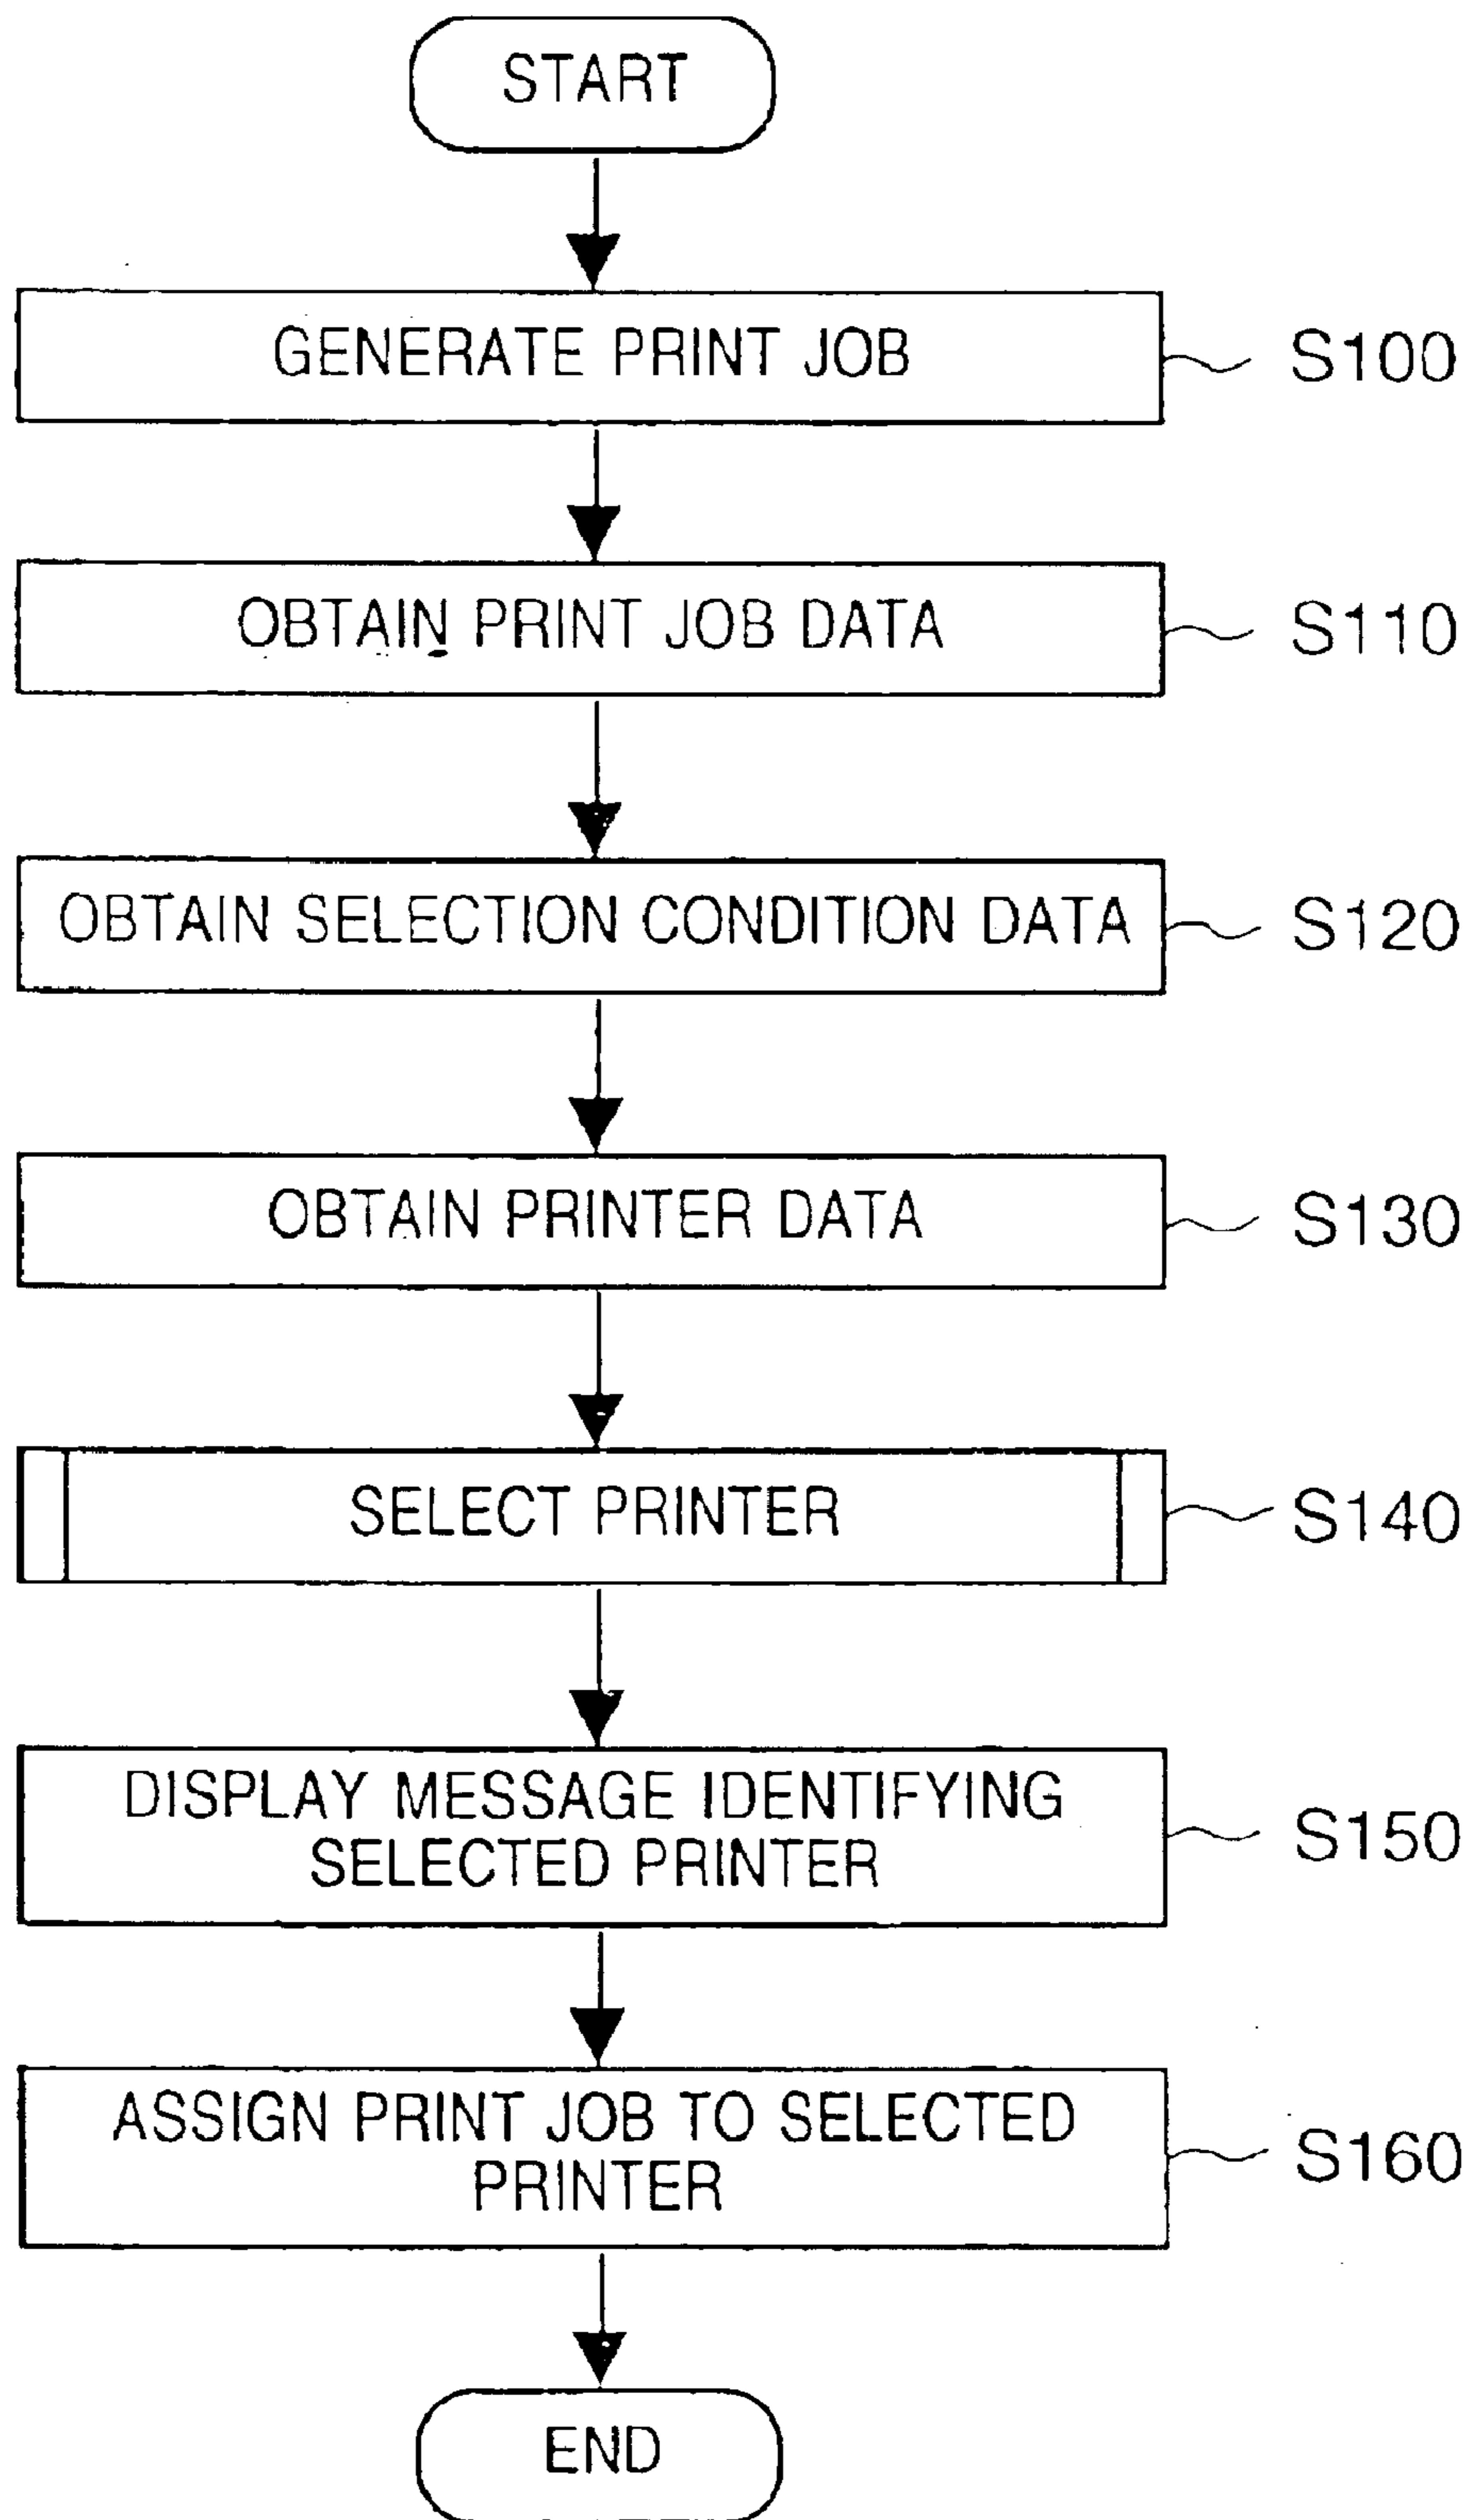 START
GENERATE PRINT JOB
S100
OBTAIN PRINT JOB DATA
S110
OBTAIN SELECTION CONDITION DATA
S120
OBTAIN PRINTER DATA
S130
SELECT PRINTER
S140
DISPLAY MESSAGE IDENTIFYING
SELECTED PRINTER
S150
ASSIGN PRINT JOB TO SELECTED
PRINTER
S160
END